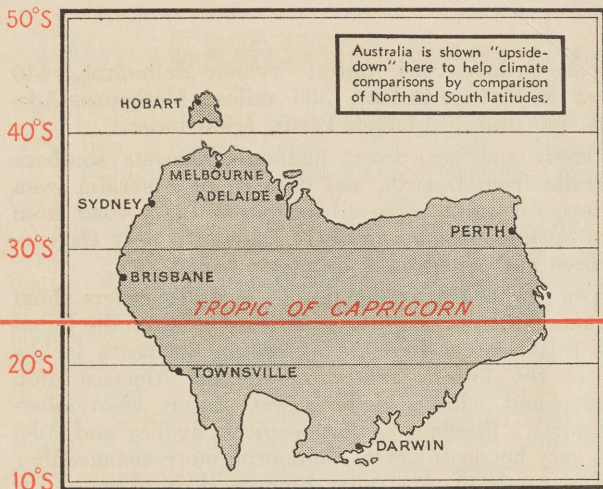 50°S
Australia is shown "upside-
down" here to help climate
comparisons by comparison
of North and South latitudes.
HOBART
40°S
MELBOURNE
ADELAIDE
SYDNEY
PERTH
30°S
BRISBANE
TROPIC OF CAPRICORN
20°S
TOWNSVILLE
DARWIN
10°S